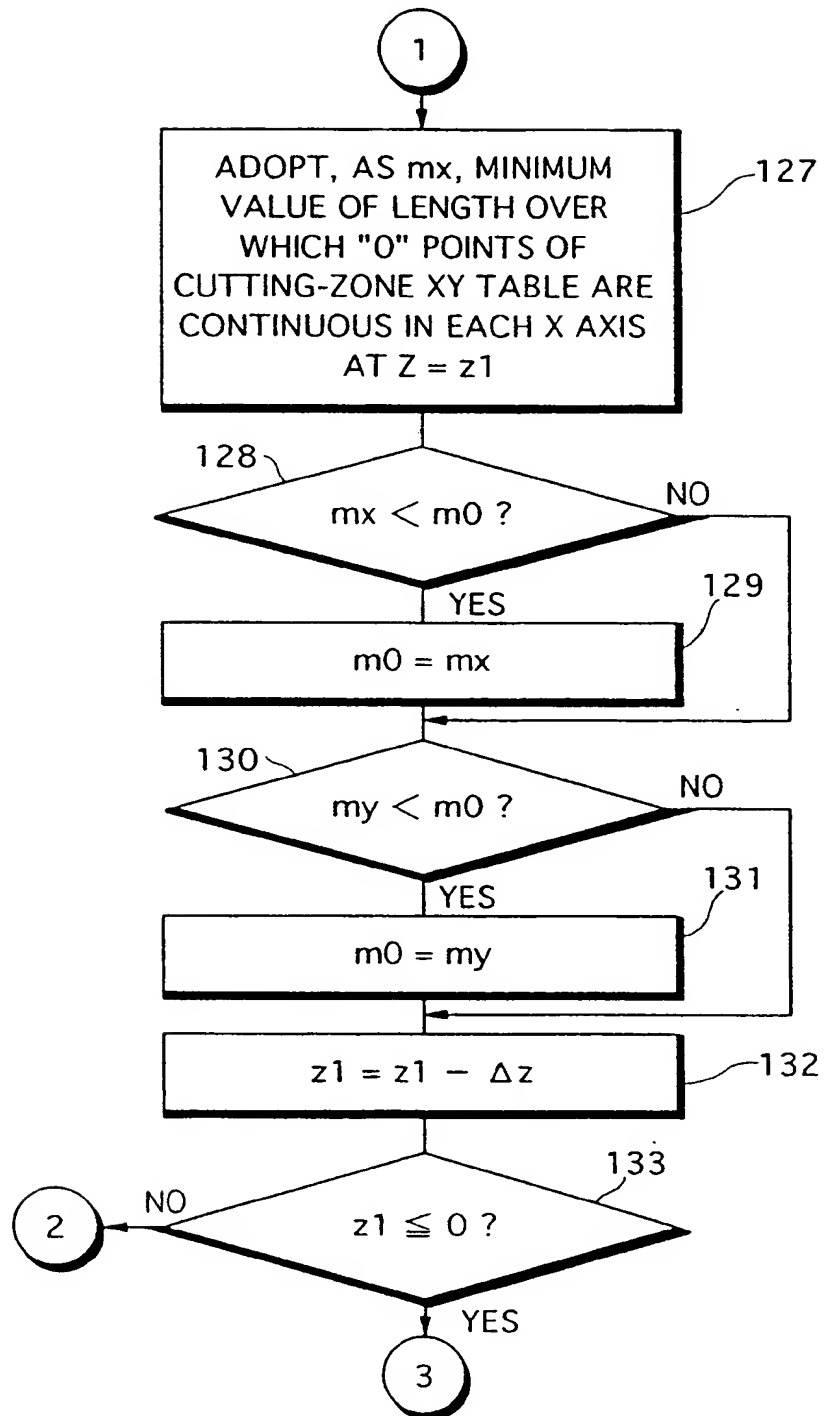 1
ADOPT, AS mx, MINIMUM
VALUE OF LENGTH OVER
WHICH "0" POINTS OF
CUTTING-ZONE XY TABLE ARE
CONTINUOUS IN EACH X AXIS
AT Z = z1
127
128
mx < m0 ?
NO
YES
129
m0 = mx
130
my < m0 ?
NO
YES
131
m0 = my
z1 = z1 - Δz
132
133
NO
2
z1 ≦ 0 ?
YES
3